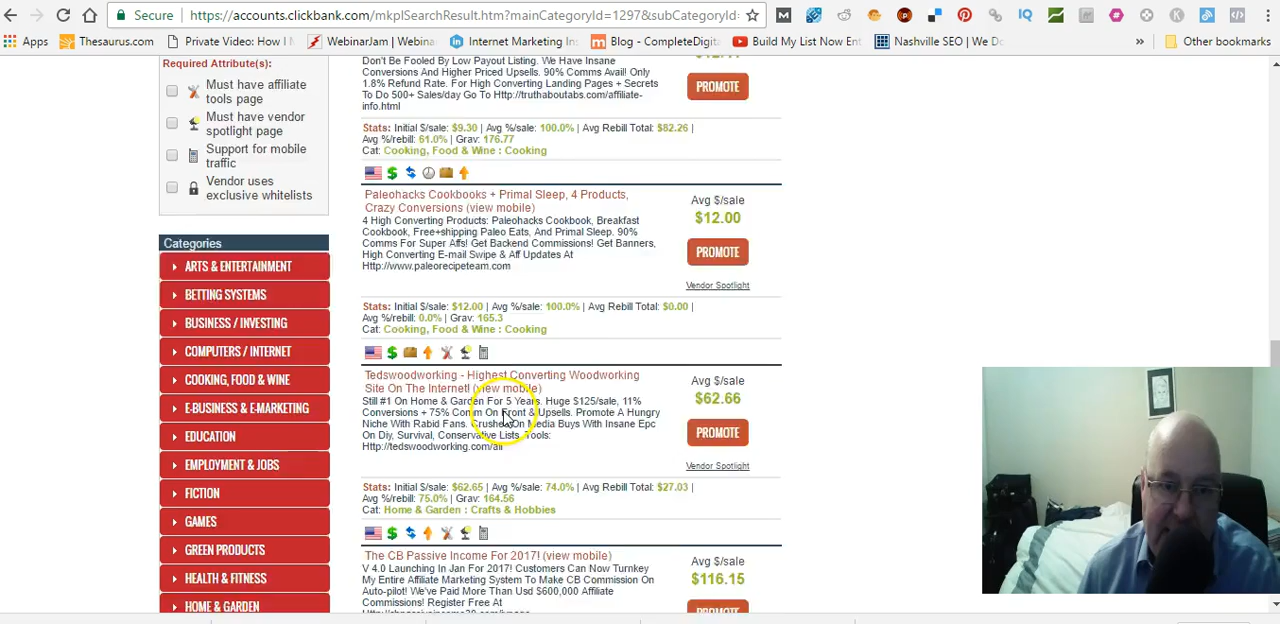 Secure
https://accounts.clickbank.com/mkplSearchResult.htm?mainCategoryId=1297&subCategoryId=
Apps
Thesaurus.com
Private Video: How I M
WebinarJam | Webina
Internet Marketing In
Blog - CompleteDigita
Build My List Now Ent
Nashville SEO | We Do
»
Other bookmarks
Required Attribute(s):
Must have affiliate
tools page
Must have vendor
spotlight page
Support for mobile
traffic
Vendor uses
exclusive whitelists
Categories
ARTS & ENTERTAINMENT
BETTING SYSTEMS
BUSINESS / INVESTING
COMPUTERS / INTERNET
COOKING, FOOD & WINE
E-BUSINESS & E-MARKETING
EDUCATION
EMPLOYMENT & JOBS
FICTION
GAMES
GREEN PRODUCTS
HEALTH & FITNESS
HOME & GARDEN
Don't Be Fooled By Low Payout Listing. We Have Insane
Conversions And Higher Priced Upsells. 90% Comms Avail! Only
1.8% Refund Rate. For High Converting Landing Pages + Secrets
To Do 500+ Sales/day Go To Http://truthaboutabs.com/affiliate-
info.html
PROMOTE
Stats: Initial $/sale: $9.30 | Avg %/sale: 100.0% | Avg Rebill Total: $82.26 |
Avg %/rebill: 61.0% | Grav: 176.77
Cat: Cooking, Food & Wine : Cooking
Paleohacks Cookbooks + Primal Sleep, 4 Products,
Crazy Conversions (view mobile)
4 High Converting Products: Paleohacks Cookbook, Breakfast
Cookbook, Free+shipping Paleo Eats, And Primal Sleep. 90%
Comms For Super Affs! Get Backend Commissions! Get Banners,
High Converting E-mail Swipe & Aff Updates At
Http://www.paleorecipeteam.com
Avg $/sale
$12.00
PROMOTE
Vendor Spotlight
Stats: Initial $/sale: $12.00 | Avg %/sale: 100.0% | Avg Rebill Total: $0.00 |
Avg %/rebill: 0.0% | Grav: 165.3
Cat: Cooking, Food & Wine : Cooking
Tedswoodworking - Highest Converting Woodworking
Site On The Internet! (view mobile)
Still #1 On Home & Garden For 5 Years. Huge $125/sale, 11%
Conversions + 75% Comm On Front & Upsells. Promote A Hungry
Niche With Rabid Fans. Crushes On Media Buys With Insane Epc
On Diy, Survival, Conservative Lists. Tools:
Http://tedswoodworking.com/aff
Avg $/sale
$62.66
PROMOTE
Vendor Spotlight
Stats: Initial $/sale: $62.65 | Avg %/sale: 74.0% | Avg Rebill Total: $27.03 |
Avg %/rebill: 75.0% | Grav: 164.56
Cat: Home & Garden : Crafts & Hobbies
The CB Passive Income For 2017! (view mobile)
V 4.0 Launching In Jan For 2017! Customers Can Now Turnkey
My Entire Affiliate Marketing System To Make CB Commission On
Auto-pilot! We've Paid More Than Usd $600,000 Affiliate
Commissions! Register Free At
Avg $/sale
$116.15
PROMOTE